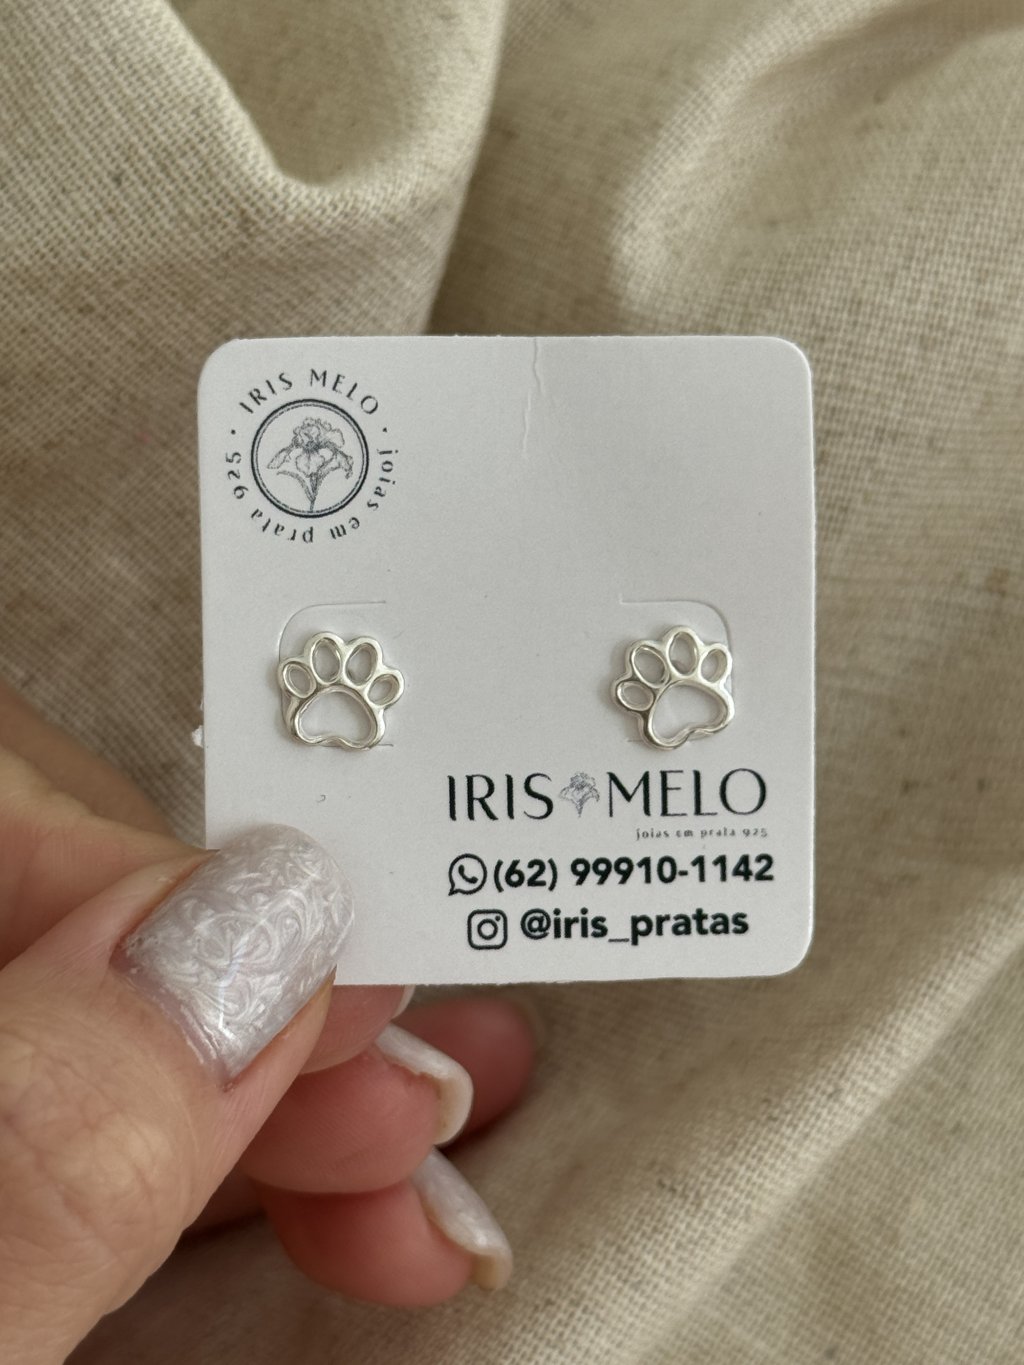 IRIS MELO · joias em prata 925 ·
IRIS MELO
joias em prata 925
(62) 99910-1142
@iris_pratas